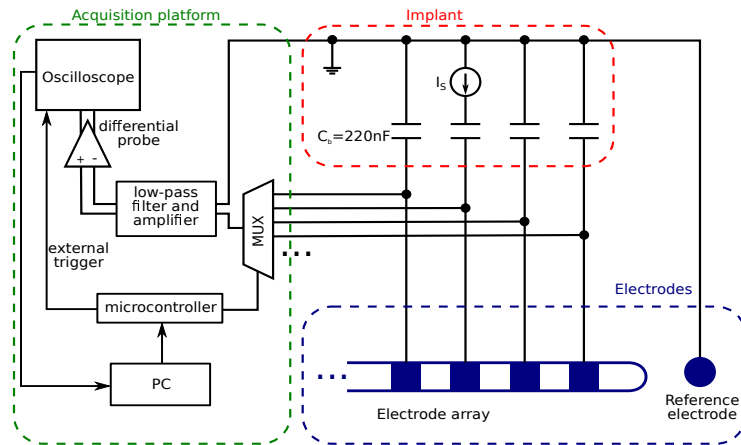 Acquisition platform
Implant
Oscilloscope
I_S
differential
probe
C_b=220nF
+ -
low-pass
filter and
amplifier
MUX
external
trigger
...
microcontroller
Electrodes
PC
...
Electrode array
Reference
electrode